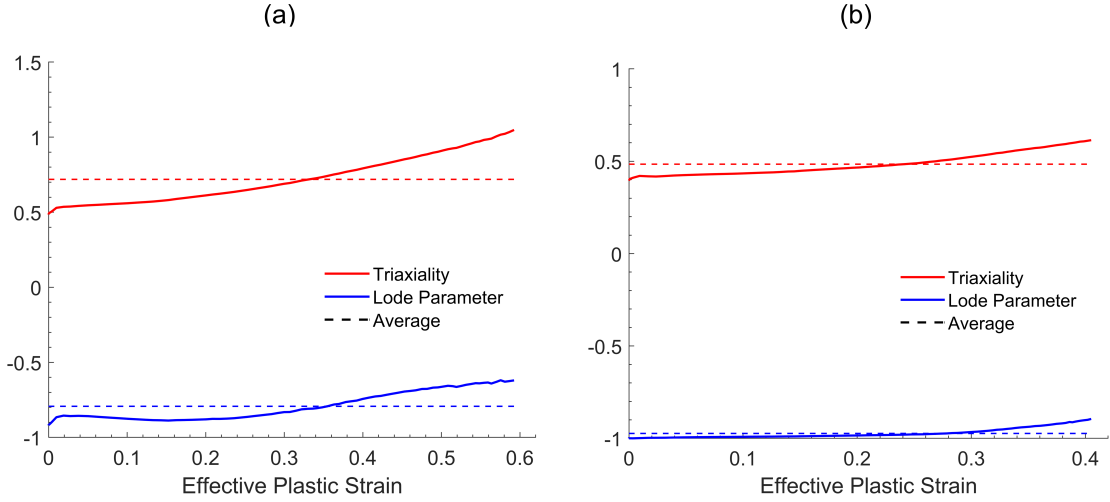 (a)
1.5
1
0.5
0
-0.5
-1
0
0.1
0.2
0.3
0.4
0.5
0.6
Effective Plastic Strain
Triaxiality
Lode Parameter
Average
(b)
1
0.5
0
-0.5
-1
0
0.1
0.2
0.3
0.4
Effective Plastic Strain
Triaxiality
Lode Parameter
Average